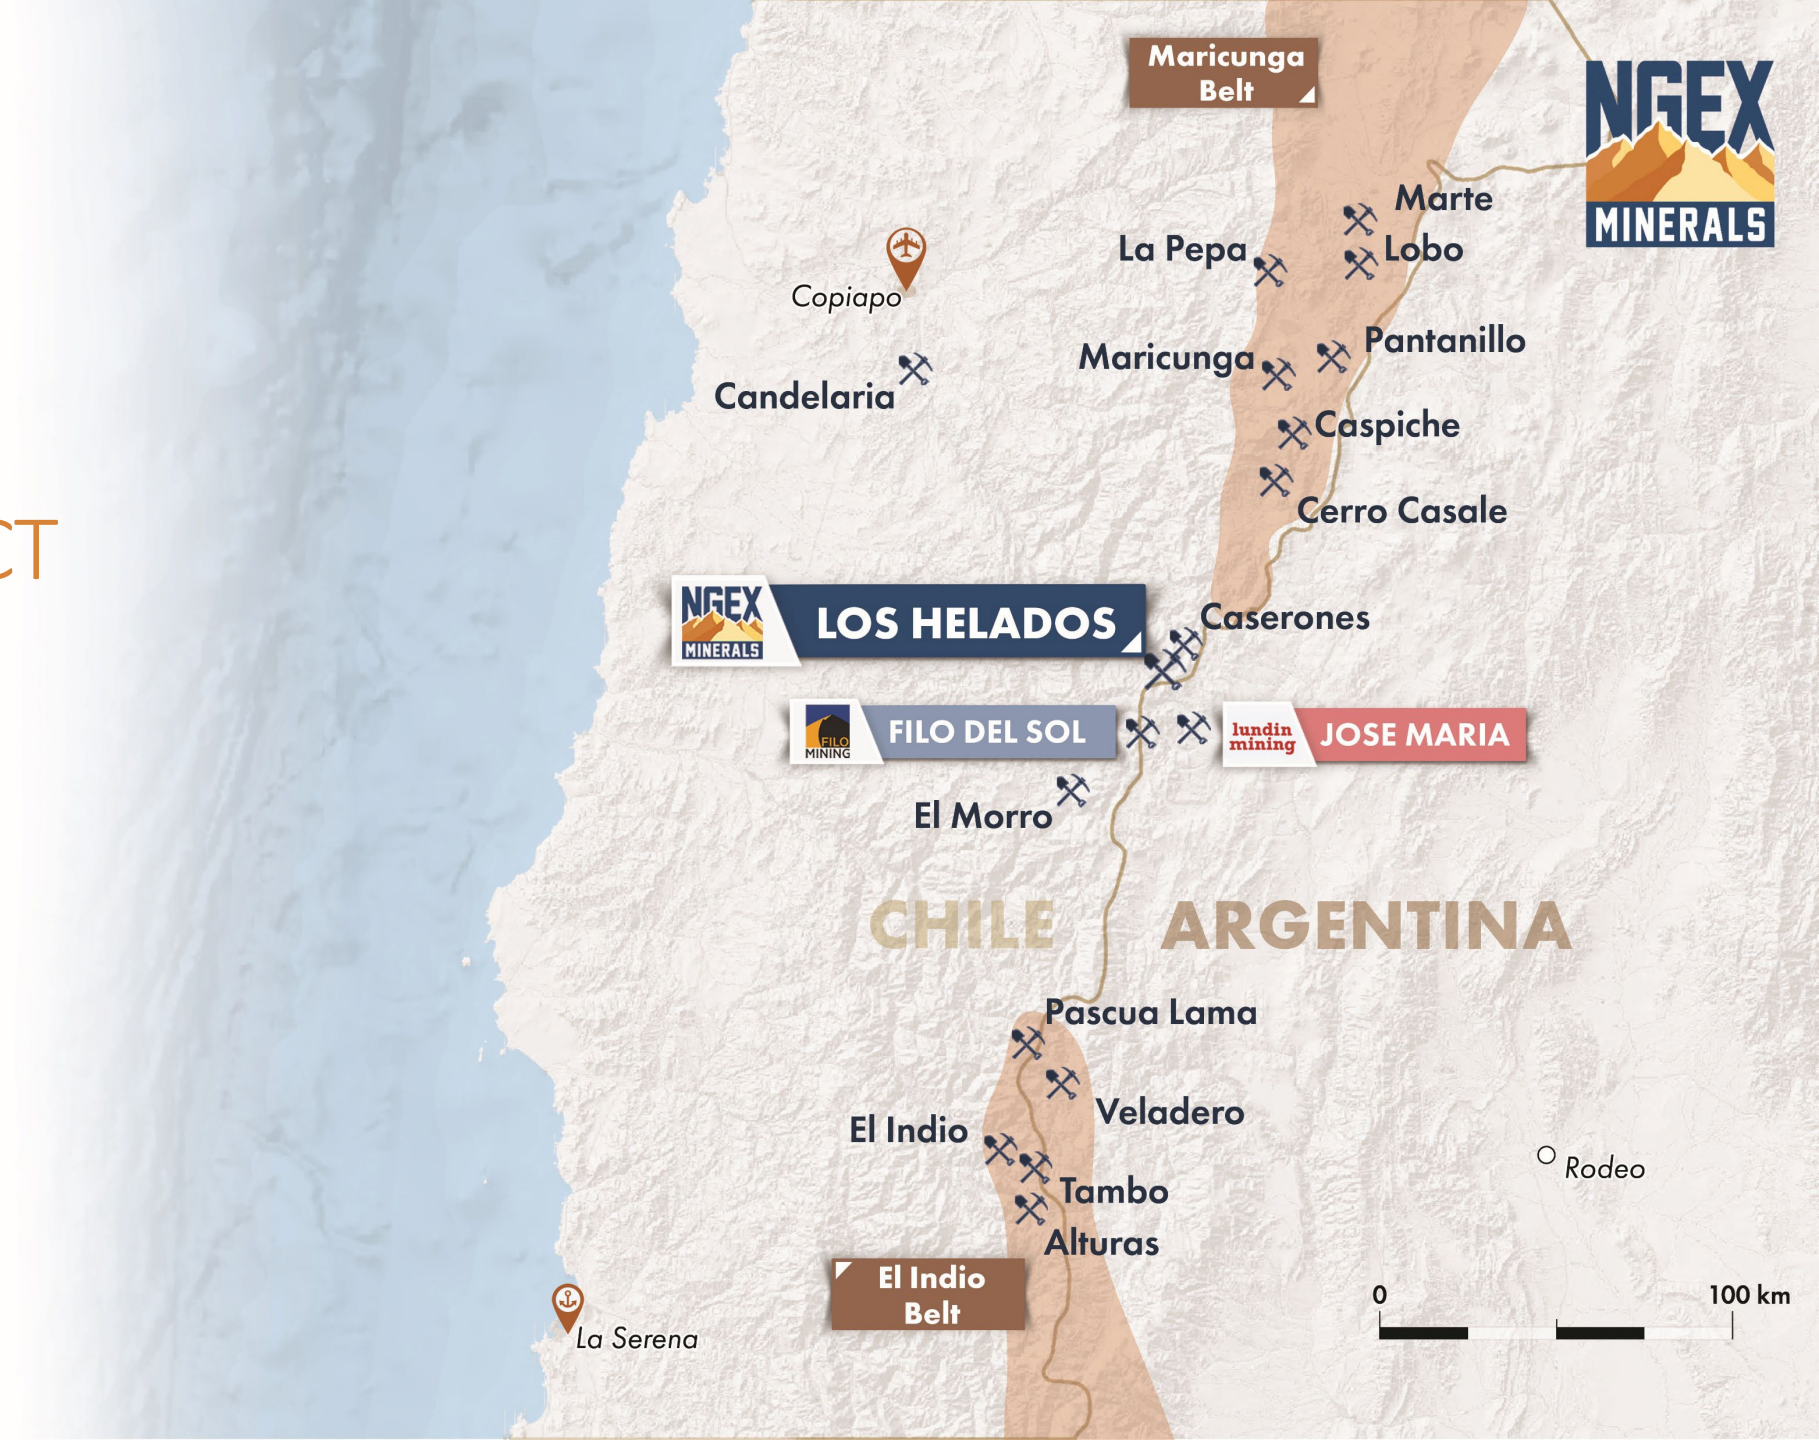 Maricunga
Belt
NGEX
MINERALS
Marte
La Pepa
Lobo
Copiapo
Pantanillo
Maricunga
Candelaria
Caspiche
Cerro Casale
CT
NGEX
MINERALS
LOS HELADOS
Caserones
FILO
MINING
FILO DEL SOL
lundin
mining
JOSE MARIA
El Morro
CHILE
ARGENTINA
Pascua Lama
Veladero
El Indio
Rodeo
Tambo
Alturas
El Indio
Belt
0
100 km
La Serena